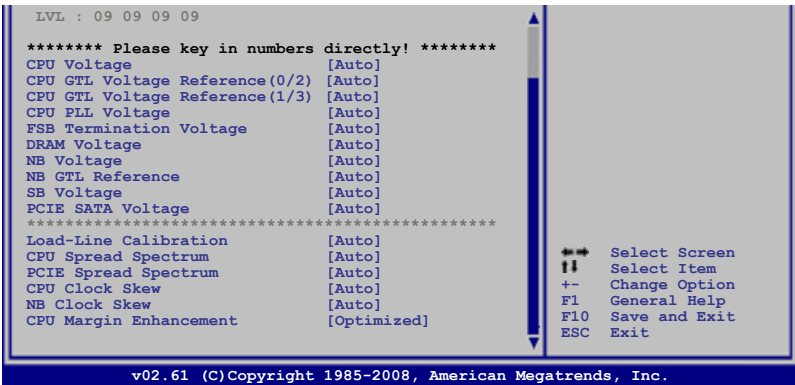 LVL : 09 09 09 09
******** Please key in numbers directly! ********
CPU Voltage [Auto]
CPU GTL Voltage Reference(0/2) [Auto]
CPU GTL Voltage Reference(1/3) [Auto]
CPU PLL Voltage [Auto]
FSB Termination Voltage [Auto]
DRAM Voltage [Auto]
NB Voltage [Auto]
NB GTL Reference [Auto]
SB Voltage [Auto]
PCIE SATA Voltage [Auto]
*************************************************
Load-Line Calibration [Auto]
CPU Spread Spectrum [Auto]
PCIE Spread Spectrum [Auto]
CPU Clock Skew [Auto]
NB Clock Skew [Auto]
CPU Margin Enhancement [Optimized]
←→ Select Screen
↑↓ Select Item
+- Change Option
F1 General Help
F10 Save and Exit
ESC Exit
v02.61 (C)Copyright 1985-2008, American Megatrends, Inc.